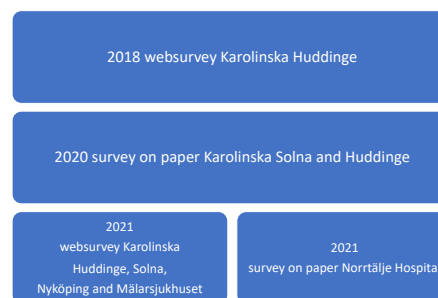 2018 websurvey Karolinska Huddinge
2020 survey on paper Karolinska Solna and Huddinge
2021
websurvey Karolinska
Huddinge, Solna,
Nyköping and Mälarsjukhuset
2021
survey on paper Norrtälje Hospital